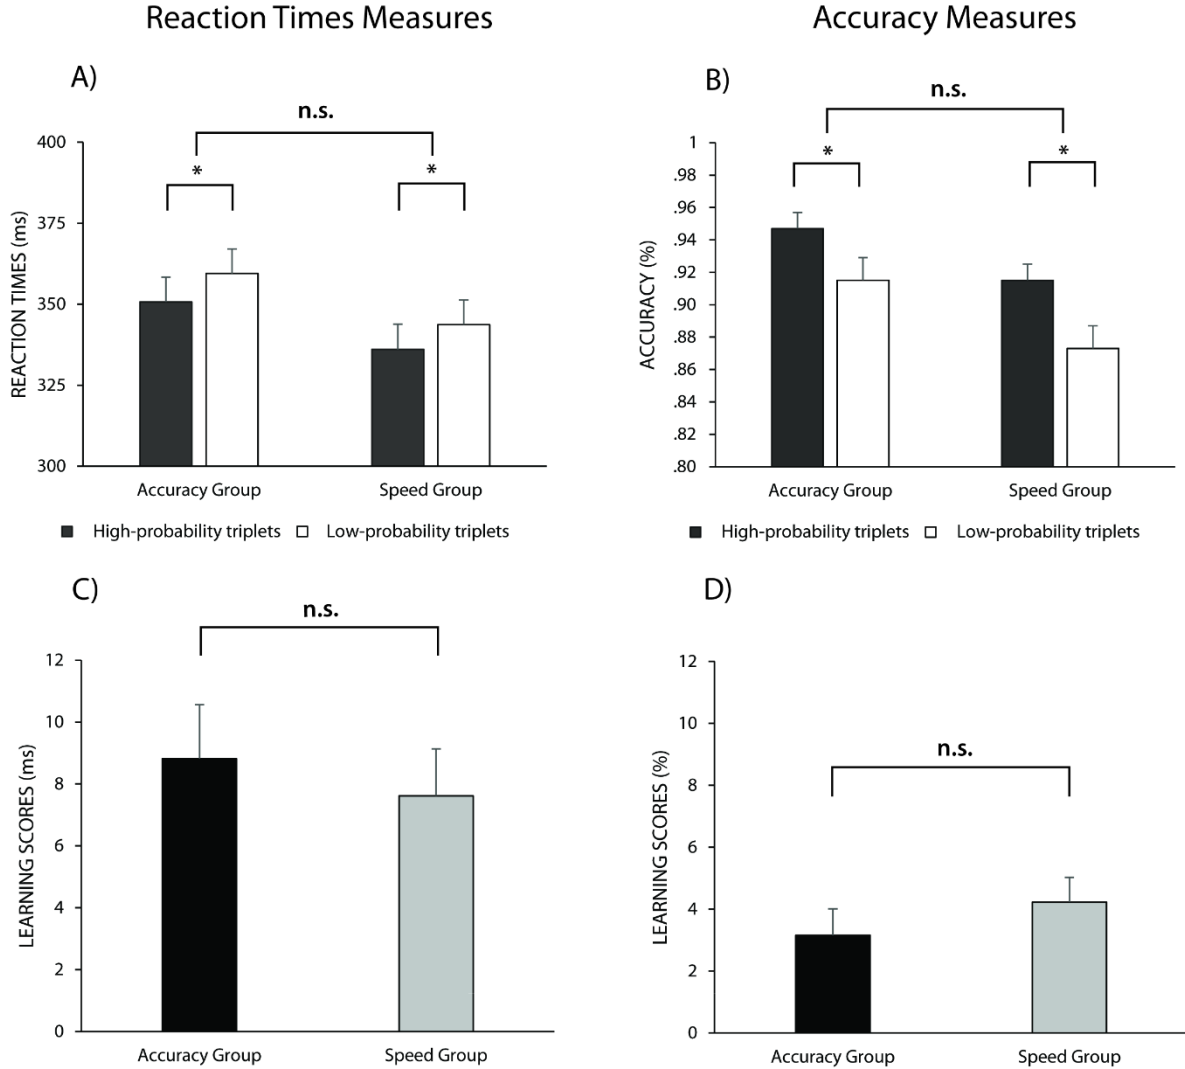 Reaction Times Measures
Accuracy Measures
A)
n.s.
*
*
400
375
350
325
300
REACTION TIMES (ms)
Accuracy Group
Speed Group
High-probability triplets
Low-probability triplets
B)
n.s.
*
*
1
.98
.96
.94
.92
.90
.88
.86
.84
.82
.80
ACCURACY (%)
Accuracy Group
Speed Group
High-probability triplets
Low-probability triplets
C)
n.s.
12
10
8
6
4
2
0
LEARNING SCORES (ms)
Accuracy Group
Speed Group
D)
n.s.
12
10
8
6
4
2
0
LEARNING SCORES (%)
Accuracy Group
Speed Group